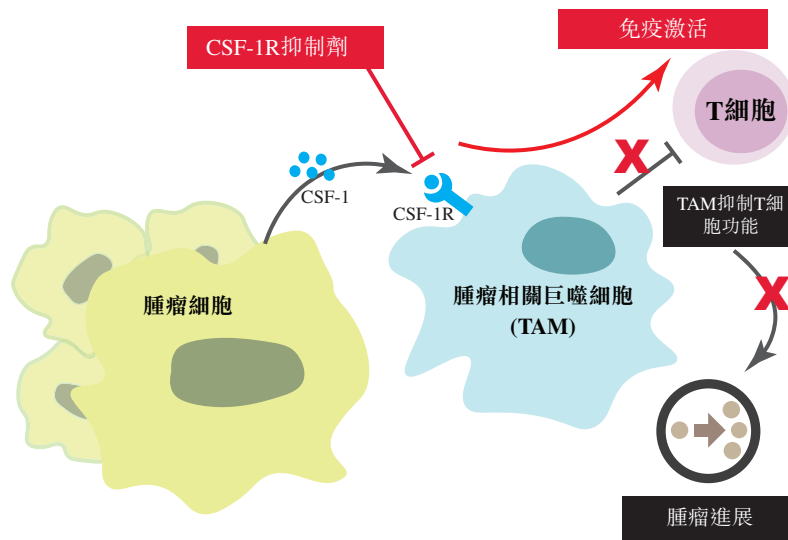 免疫激活
CSF-1R抑制劑
T細胞
CSF-1
CSF-1R
TAM抑制T細
胞功能
腫瘤細胞
腫瘤相關巨噬細胞
(TAM)
腫瘤進展